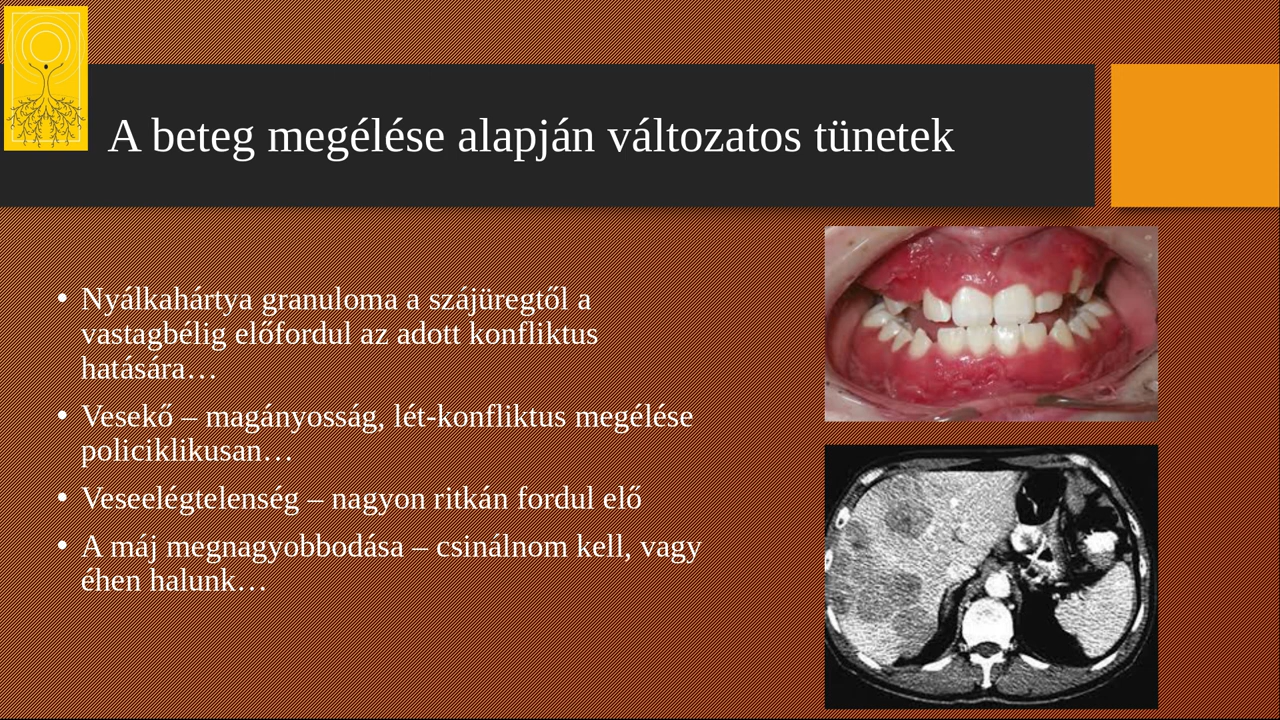 A beteg megélése alapján változatos tünetek
• Nyálkahártya granuloma a szájüregtől a
vastagbélig előfordul az adott konfliktus
hatására…
• Vesekő – magányosság, lét-konfliktus megélése
policiklikusan…
• Veseelégtelenség – nagyon ritkán fordul elő
• A máj megnagyobbodása – csinálnom kell, vagy
éhen halunk…